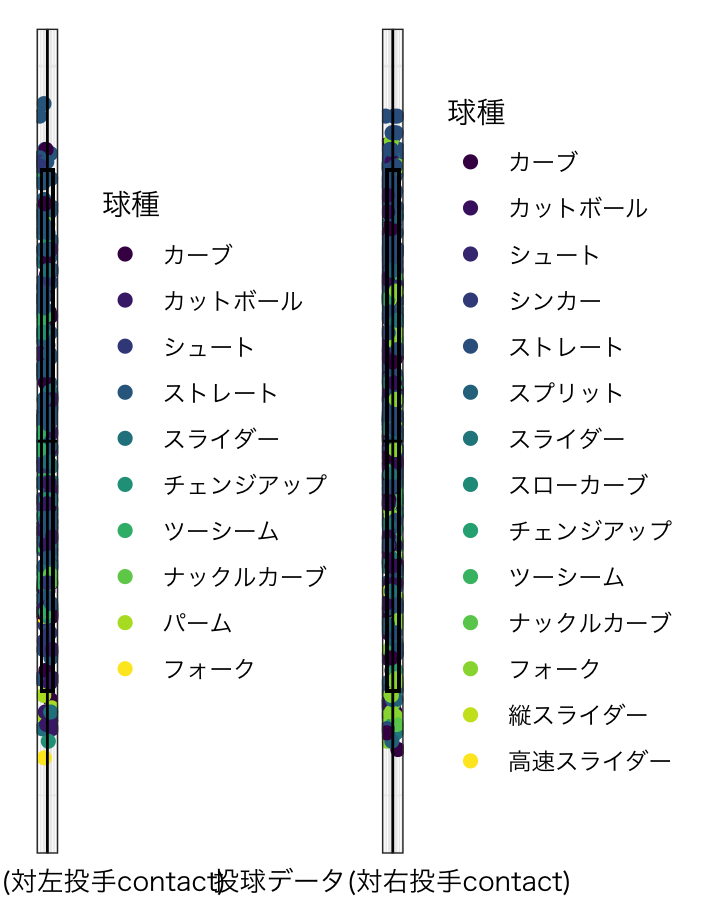 球種
カーブ
カットボール
シュート
ストレート
スライダー
チェンジアップ
ツーシーム
ナックルカーブ
パーム
フォーク
球種
カーブ
カットボール
シュート
シンカー
ストレート
スプリット
スライダー
スローカーブ
チェンジアップ
ツーシーム
ナックルカーブ
フォーク
縦スライダー
高速スライダー
(対左投手contact)投球データ(対右投手contact)